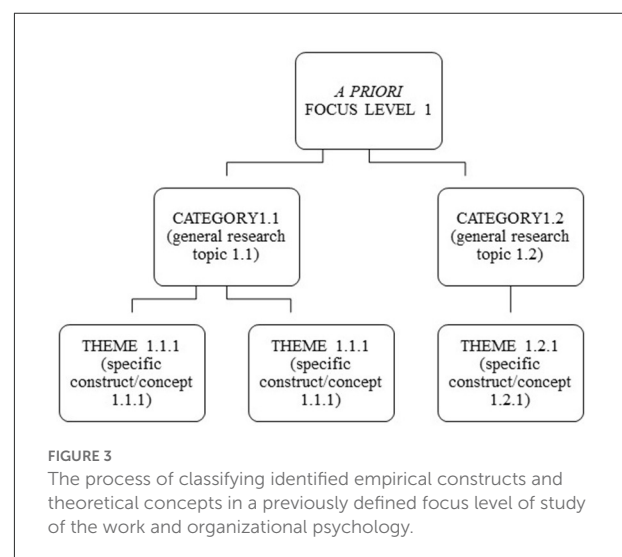 A PRIORI
FOCUS LEVEL 1
CATEGORY1.1
(general research
topic 1.1)
CATEGORY1.2
(general research
topic 1.2)
THEME 1.1.1
(specific
construct/concept
1.1.1)
THEME 1.1.1
(specific
construct/concept
1.1.1)
THEME 1.2.1
(specific
construct/concept
1.2.1)
FIGURE 3
The process of classifying identified empirical constructs and
theoretical concepts in a previously defined focus level of study
of the work and organizational psychology.